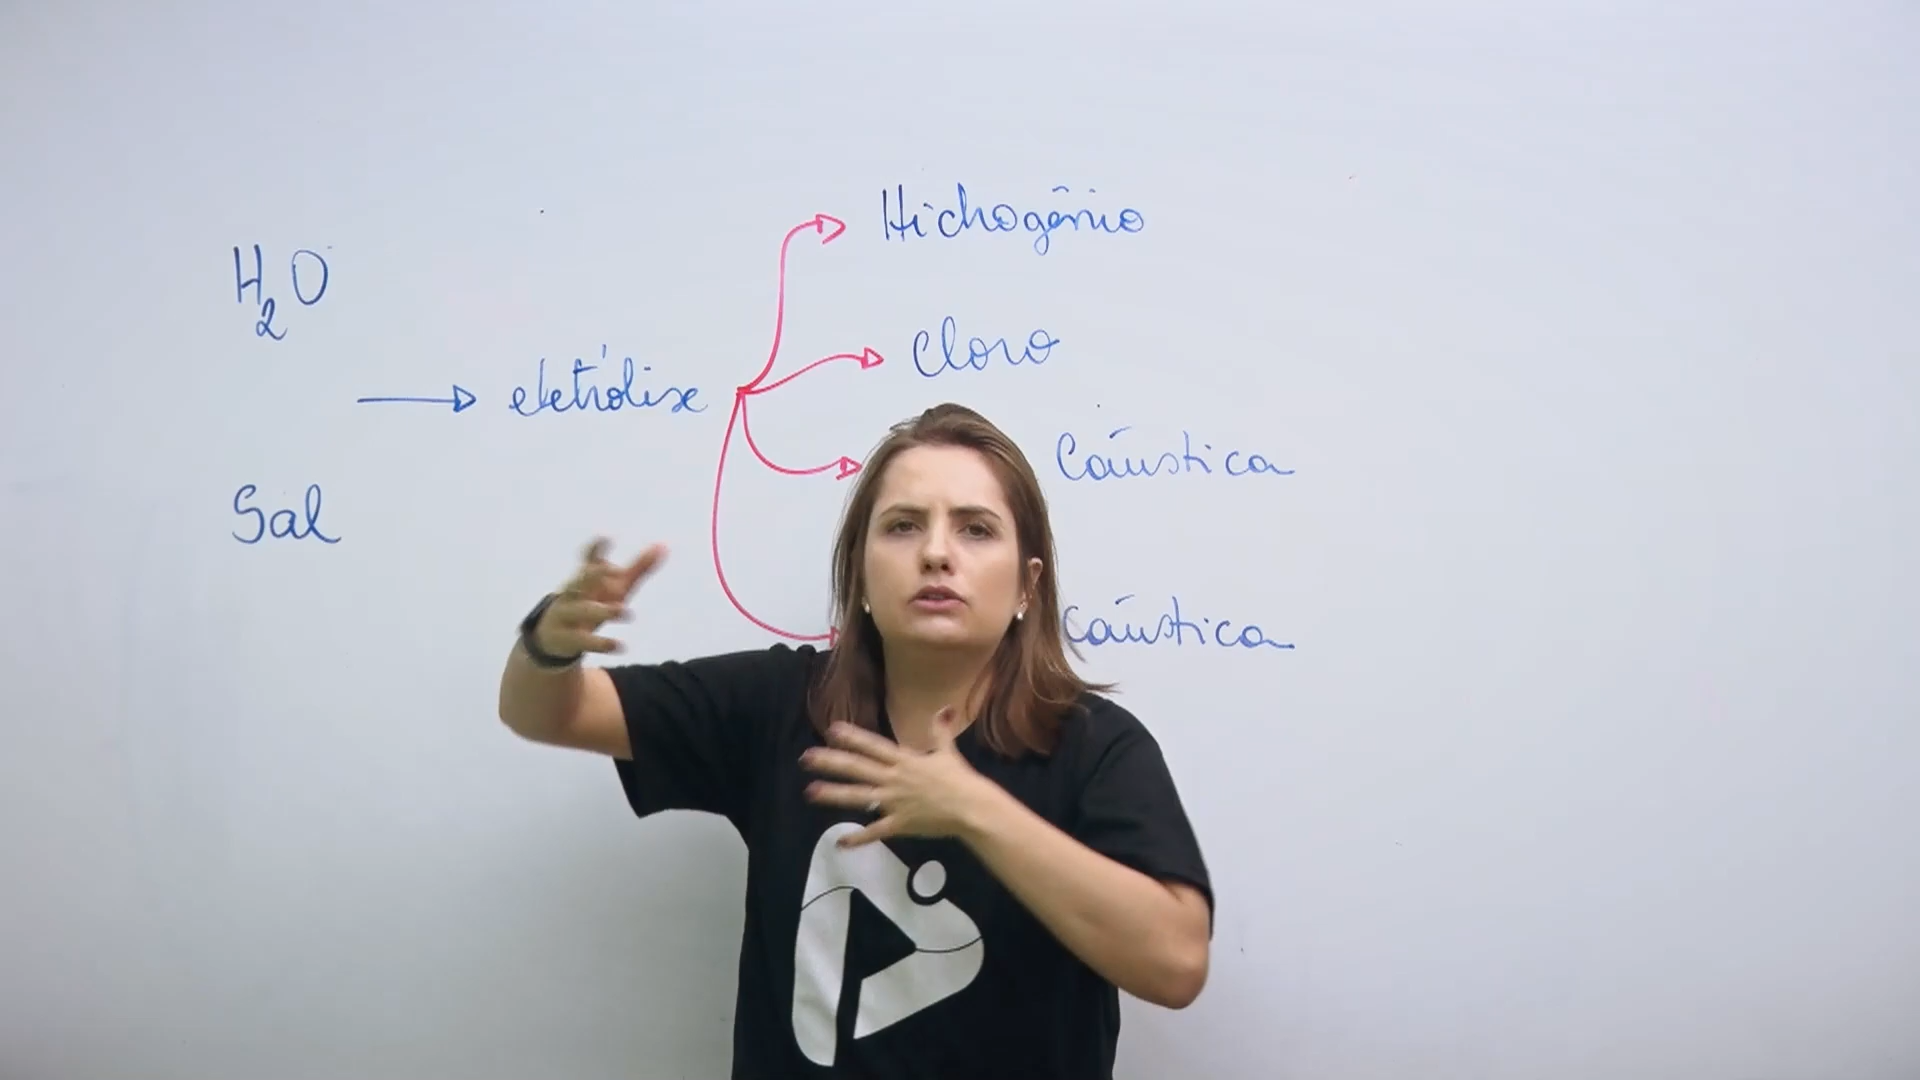 H₂O
Sal
eletrólise
Hidrogênio
Cloro
Cáustica
Cáustica